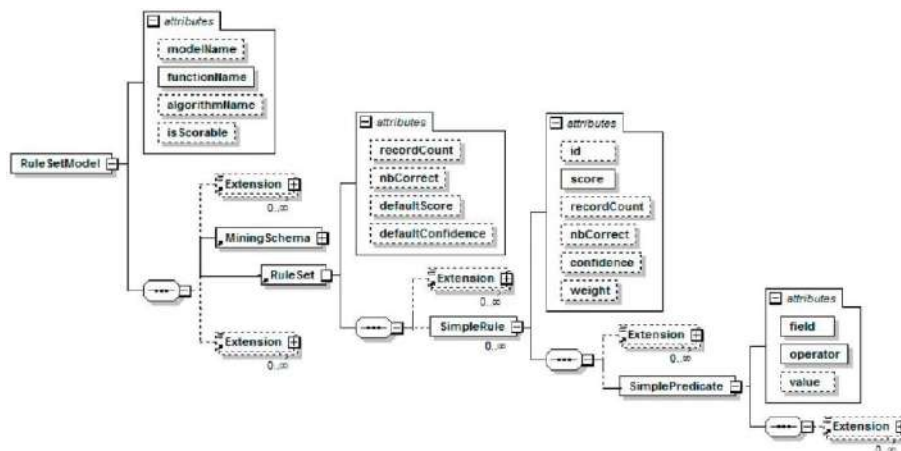 attributes
modelName
functionName
algorithmName
isScorable
RuleSetModel
Extension
0..∞
MiningSchema
RuleSet
Extension
0..∞
attributes
recordCount
nbCorrect
defaultScore
defaultConfidence
Extension
0..∞
SimpleRule
0..∞
attributes
id
score
recordCount
nbCorrect
confidence
weight
Extension
0..∞
SimplePredicate
attributes
field
operator
value
Extension
0..∞